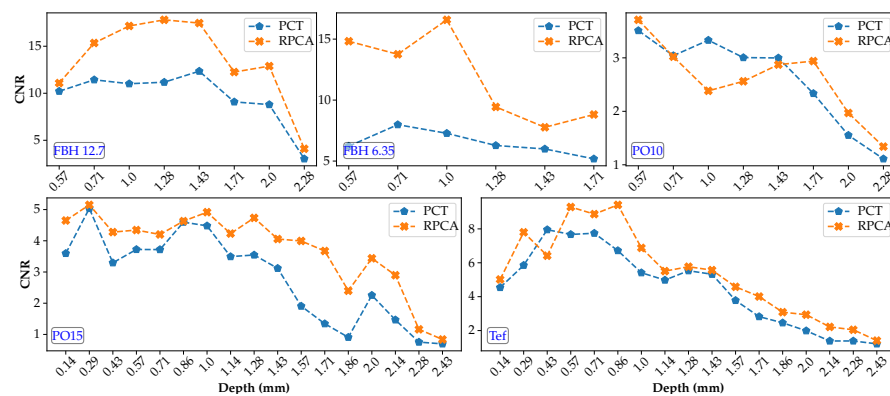 PCT
RPCA
CNR
15
10
5
FBH 12.7
0.57 0.71 1.0 1.28 1.43 1.71 2.0 2.28
PCT
RPCA
15
10
5
FBH 6.35
0.57 0.71 1.0 1.28 1.43 1.71
PCT
RPCA
3
2
1
PO10
0.57 0.71 1.0 1.28 1.43 1.71 2.0 2.28
PCT
RPCA
CNR
5
4
3
2
1
PO15
0.14 0.29 0.43 0.57 0.71 0.86 1.0 1.14 1.28 1.43 1.57 1.71 1.86 2.0 2.14 2.28 2.43
Depth (mm)
PCT
RPCA
8
6
4
2
Tef
0.14 0.29 0.43 0.57 0.71 0.86 1.0 1.14 1.28 1.43 1.57 1.71 1.86 2.0 2.14 2.28 2.43
Depth (mm)